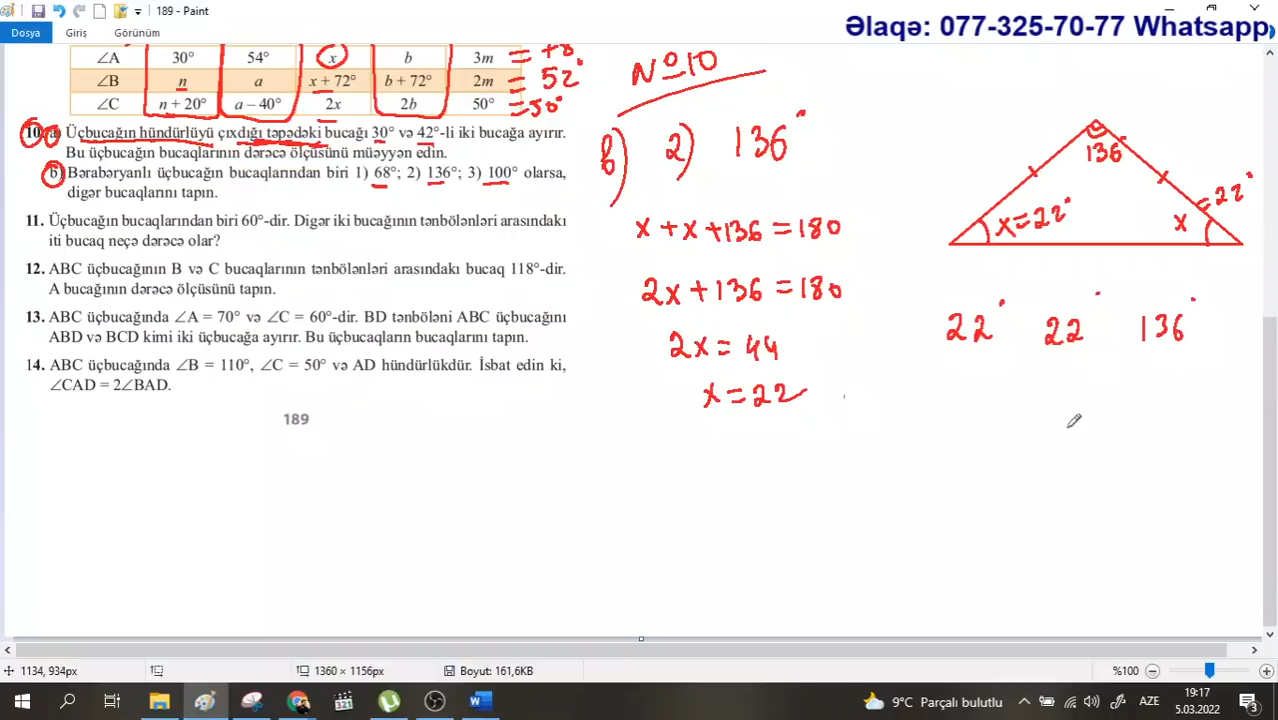 189 - Paint
Əlaqə: 077-325-70-77 Whatsapp
Dosya Giriş Görünüm
∠A 30° 54° x b 3m
∠B n a x + 72° b + 72° 2m = 52°
∠C n + 20° a – 40° 2x 2b 50° = 50°
10. a) Üçbucağın hündürlüyü çıxdığı təpədəki bucağı 30° və 42°-li iki bucağa ayırır.
Bu üçbucağın bucaqlarının dərəcə ölçüsünü müəyyən edin.
b) Bərabəryanlı üçbucağın bucaqlarından biri 1) 68°; 2) 136°; 3) 100° olarsa,
digər bucaqlarını tapın.
11. Üçbucağın bucaqlarından biri 60°-dir. Digər iki bucağının tənbölənləri arasındakı
iti bucaq neçə dərəcə olar?
12. ABC üçbucağının B və C bucaqlarının tənbölənləri arasındakı bucaq 118°-dir.
A bucağının dərəcə ölçüsünü tapın.
13. ABC üçbucağında ∠A = 70° və ∠C = 60°-dir. BD tənböləni ABC üçbucağını
ABD və BCD kimi iki üçbucağa ayırır. Bu üçbucaqların bucaqlarını tapın.
14. ABC üçbucağında ∠B = 110°, ∠C = 50° və AD hündürlükdür. İsbat edin ki,
∠CAD = 2∠BAD.
189
№10
b) 2) 136°
x + x + 136 = 180
2x + 136 = 180
2x = 44
x = 22
136
x = 22°
x = 22°
22° 22° 136°
1134, 934px
1360 × 1156px
Boyut: 161,6KB
%100
9°C Parçalı bulutlu
AZE
19:17
5.03.2022
3